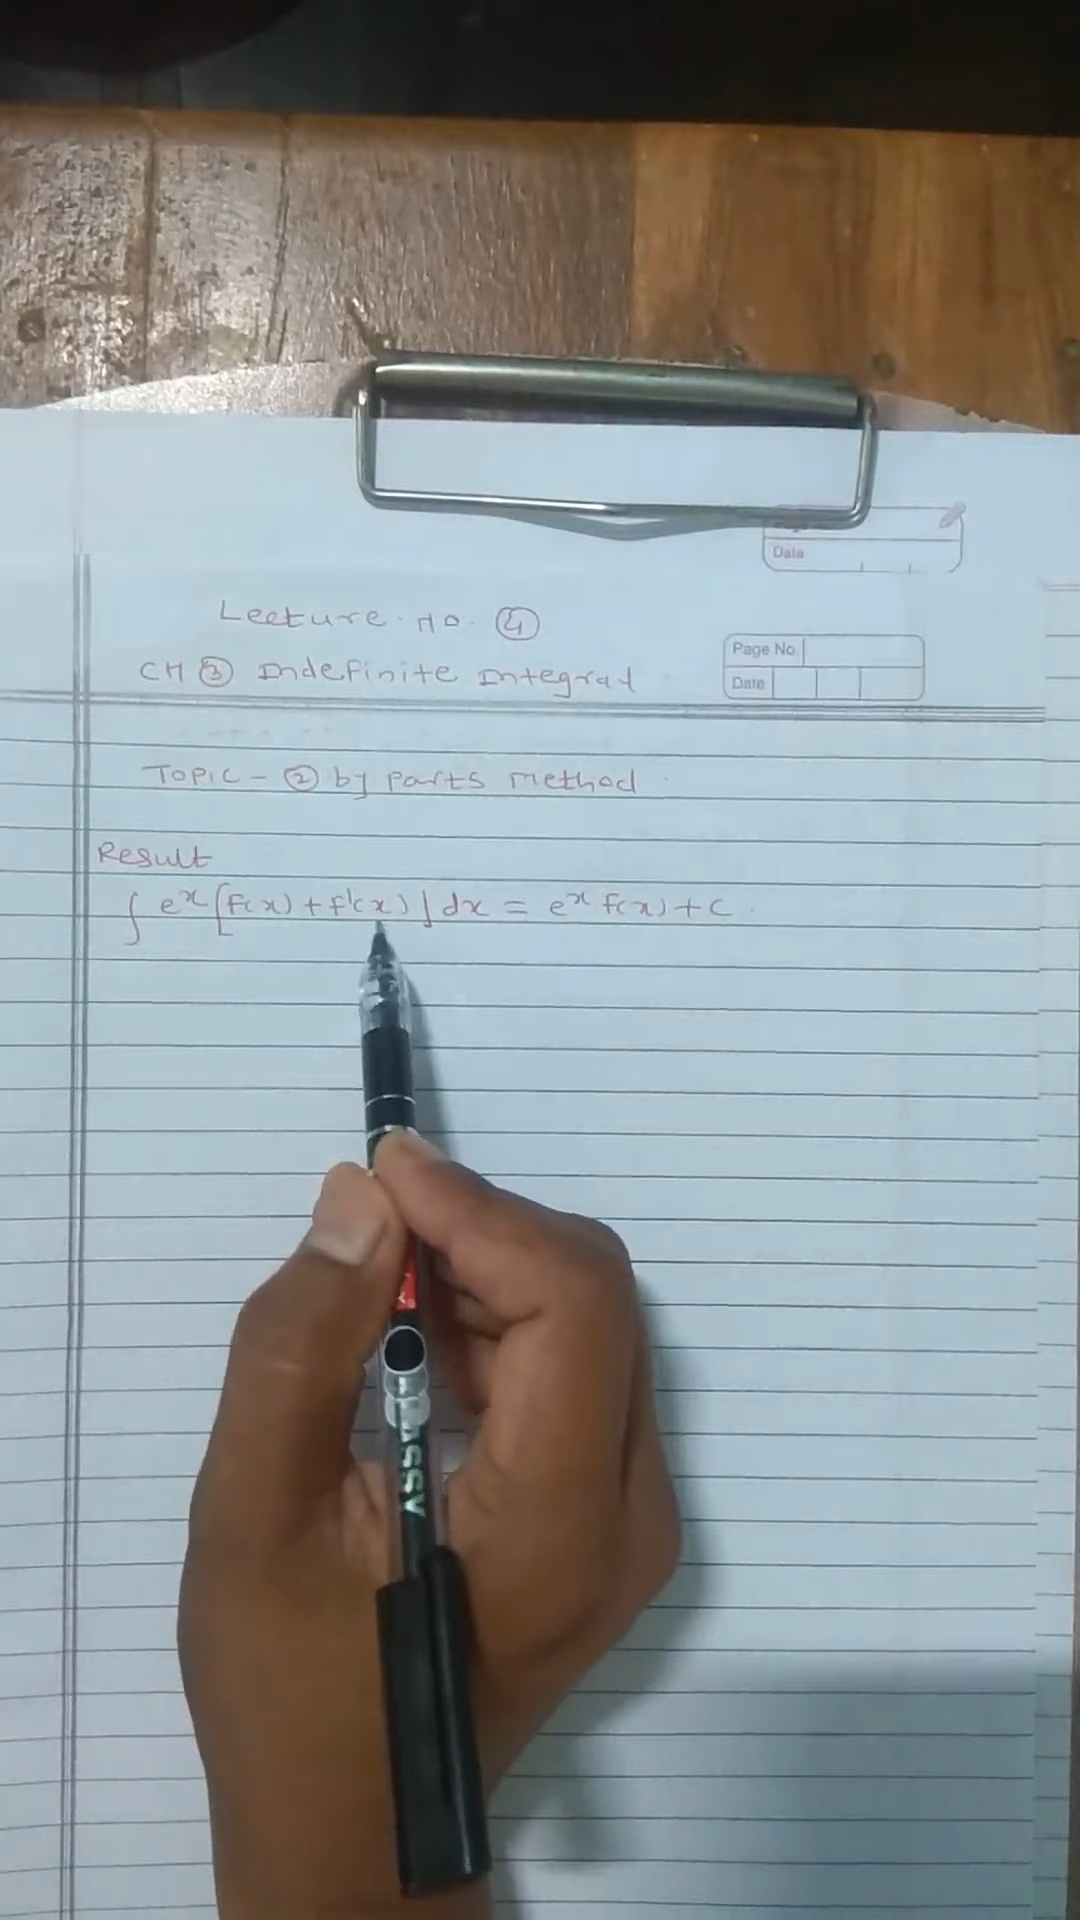 Data
Lecture. No. ④
Page No.
CH ③ Indefinite Integral
Date
Topic - ② by parts method.
Result
∫ eˣ [f(x) + f'(x)] dx = eˣ f(x) + C